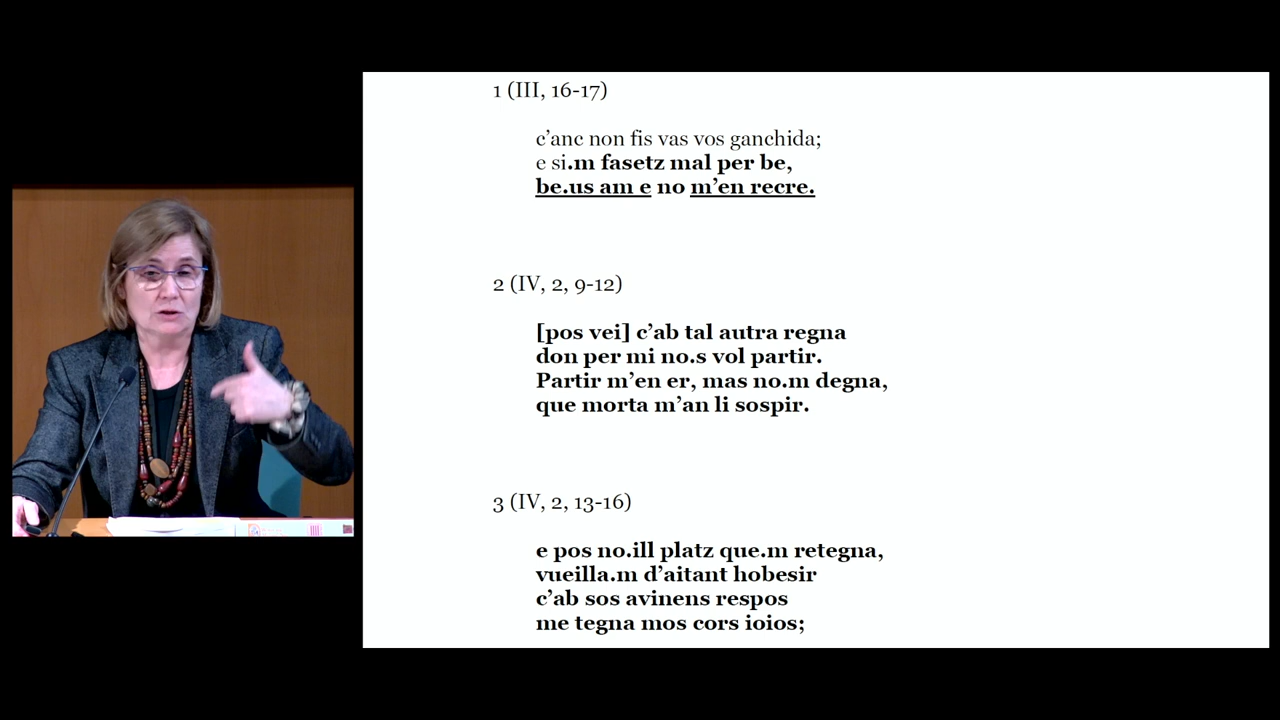 1 (III, 16-17)
c’anc non fis vas vos ganchida;
e si.m fasetz mal per be,
be.us am e no m’en recre.
2 (IV, 2, 9-12)
[pos vei] c’ab tal autra regna
don per mi no.s vol partir.
Partir m’en er, mas no.m degna,
que morta m’an li sospir.
3 (IV, 2, 13-16)
e pos no.ill platz que.m retegna,
vueilla.m d’aitant hobesir
c’ab sos avinens respos
me tegna mos cors ioios;